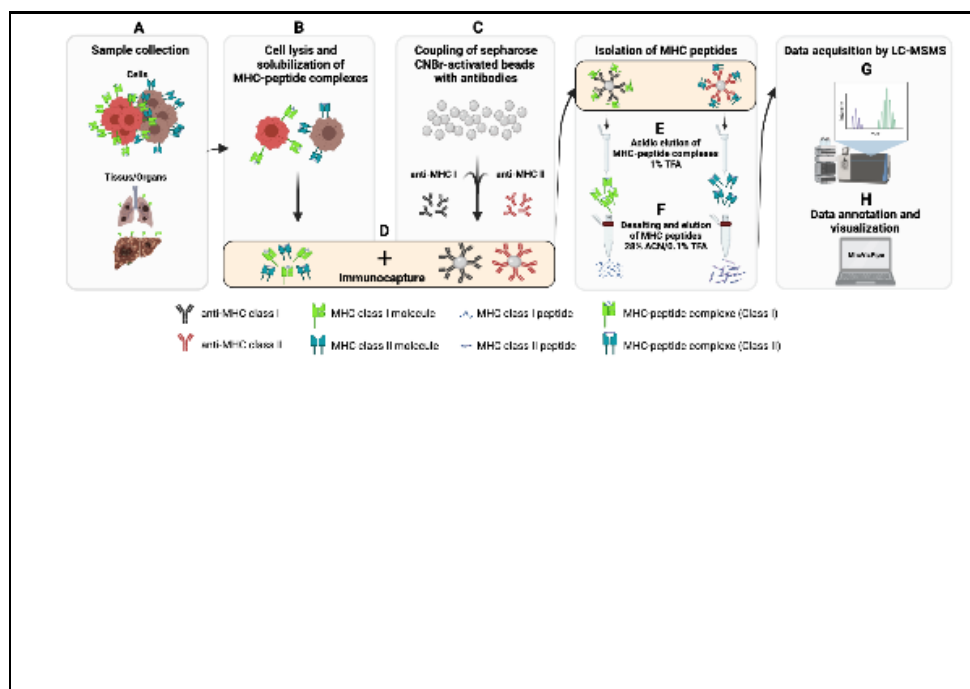 A
Sample collection
Cells
Tissue/Organs
B
Cell lysis and
solubilization of
MHC-peptide complexes
C
Coupling of sepharose
CNBr-activated beads
with antibodies
anti-MHC I
anti-MHC II
D
+
Immunocapture
Isolation of MHC peptides
E
Acidic elution of
MHC-peptide complexes
1% TFA
F
Desalting and elution
of MHC peptides
28% ACN/0.1% TFA
Data acquisition by LC-MSMS
G
H
Data annotation and
visualization
anti-MHC class I
MHC class I molecule
MHC class I peptide
MHC-peptide complexe (Class I)
anti-MHC class II
MHC class II molecule
MHC class II peptide
MHC-peptide complexe (Class II)